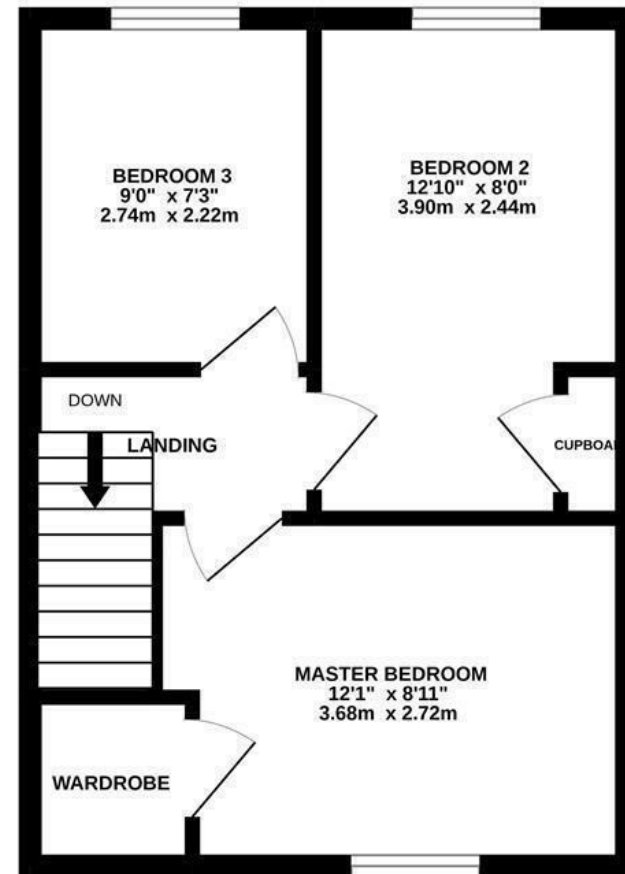 BEDROOM 3
9'0" x 7'3"
2.74m x 2.22m
BEDROOM 2
12'10" x 8'0"
3.90m x 2.44m
DOWN
LANDING
MASTER BEDROOM
12'1" x 8'11"
3.68m x 2.72m
WARDROBE